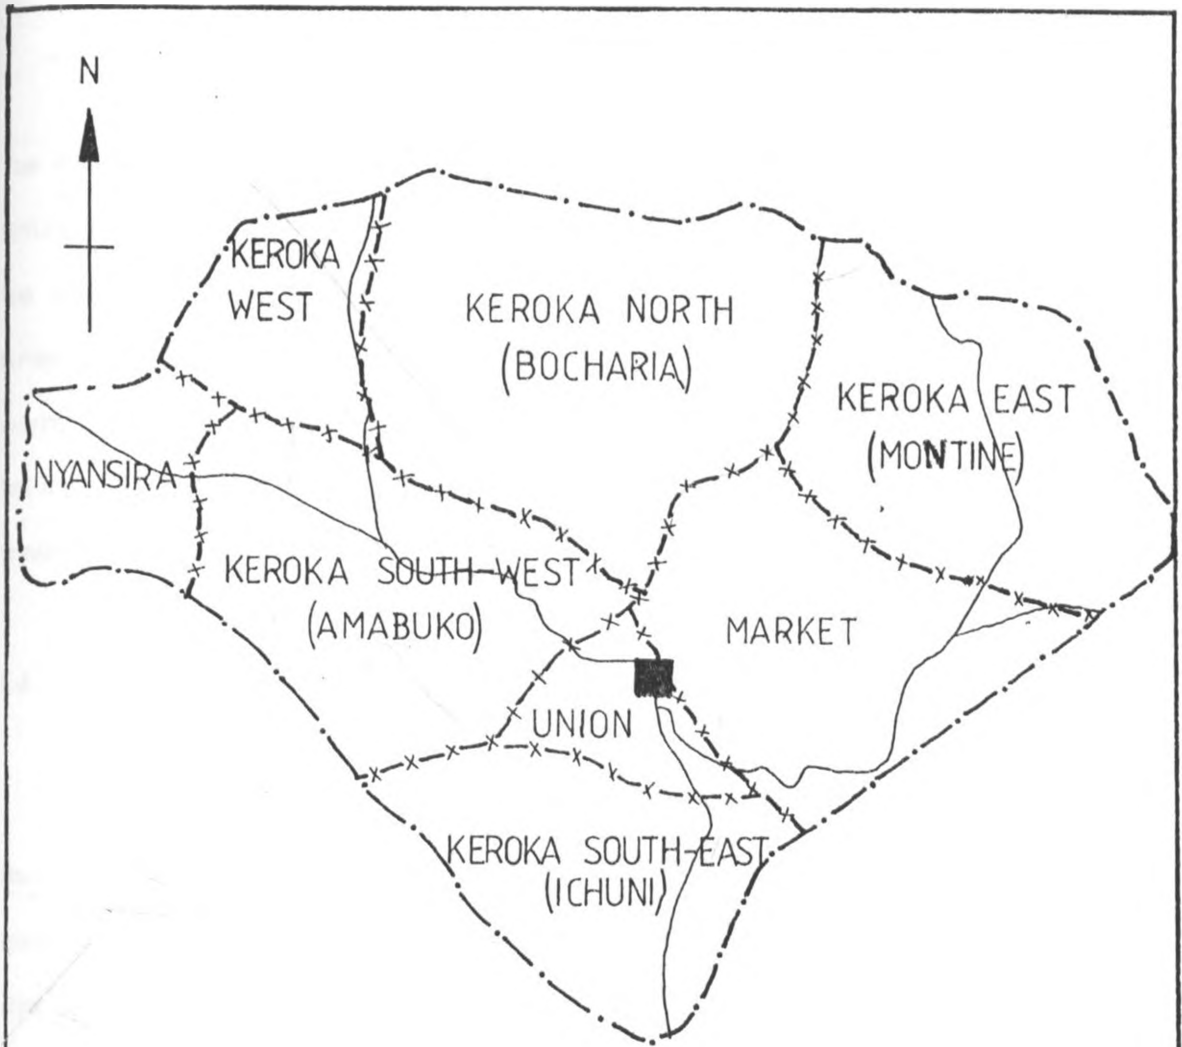 N
KEROKA
WEST
KEROKA NORTH
(BOCHARIA)
KEROKA EAST
(MONTINE)
NYANSIRA
KEROKA SOUTH-WEST
(AMABUKO)
MARKET
UNION
KEROKA SOUTH-EAST
(ICHUNI)